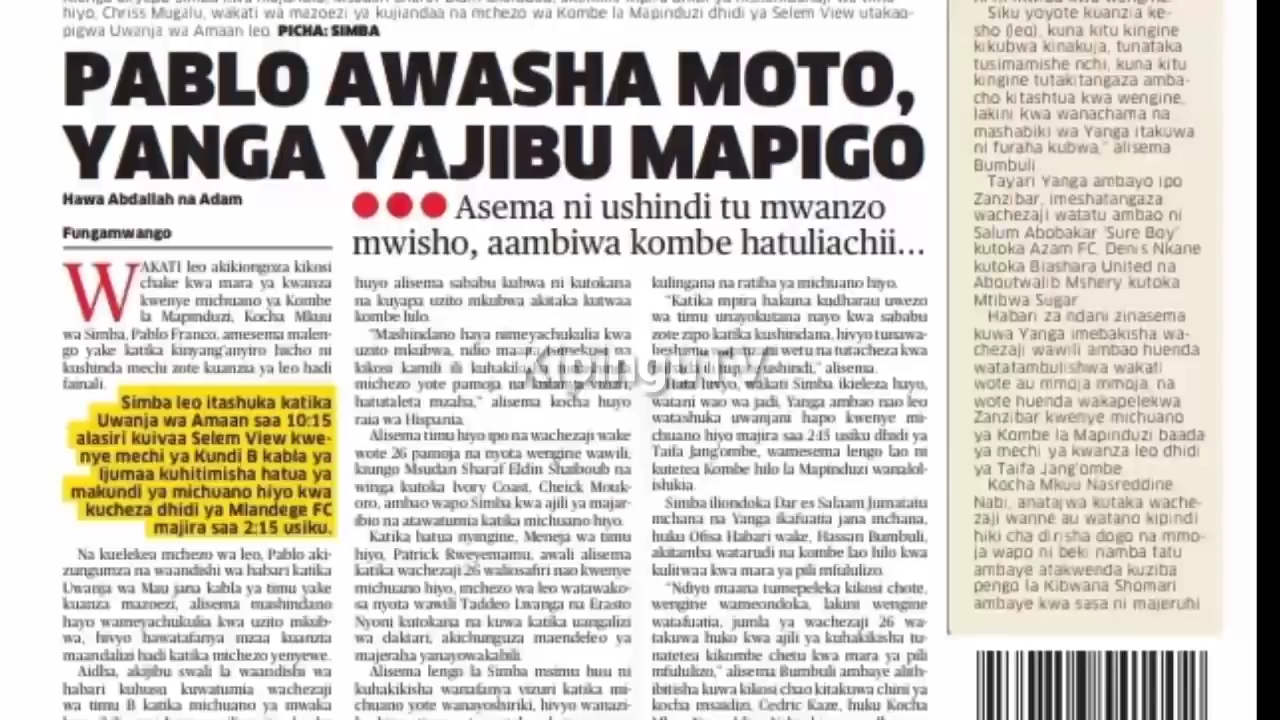 hiyo, Chriss Mugalu, wakati wa mazoezi ya kujiandaa na mchezo wa Kombe la Mapinduzi dhidi ya Selem View utakao-
pigwa Uwanja wa Amaan leo PICHA: SIMBA
PABLO AWASHA MOTO,
YANGA YAJIBU MAPIGO
Hawa Abdallah na Adam
Fungamwango
●●● Asema ni ushindi tu mwanzo
mwisho, aambiwa kombe hatuliachii...
WAKATI leo akikiongoza kikosi
chake kwa mara ya kwanza
kwenye michuano ya Kombe
la Mapinduzi, Kocha Mkuu
wa Simba, Pablo Franco, amesema malen-
go yake katika kinyang'anyiro hicho ni
kushinda mechi zote kuanzia ya leo hadi
fainali.
Simba leo itashuka katika
Uwanja wa Amaan saa 10:15
alasiri kuivaa Selem View kwe-
nye mechi ya Kundi B kabla ya
Ijumaa kuhitimisha hatua ya
makundi ya michuano hiyo kwa
kucheza dhidi ya Mlandege FC
majira saa 2:15 usiku.
Na kuelekea mchezo wa leo, Pablo aki-
zungumza na waandishi wa habari katika
Uwanja wa Mau jana kabla ya timu yake
kuanza mazoezi, alisema mashindano
hayo wameyachukulia kwa uzito mkub-
wa, hivyo hawatafanya mzaa kuanzia
maandalizi hadi katika michezo yenyewe.
Aidha, akajibu swali la waandishi wa
habari kuhusu kuwatumia wachezaji
wa timu B katika michuano ya mwaka
huyo alisema sababu kubwa ni kutokana
na kuyapa uzito mkubwa akitaka kutwaa
kombe hilo.
"Mashindano haya nimeyachukulia kwa
uzito mkubwa, ndio maana tumekuja na
kikosi kamili ili kuhakikisha
michezo yote pamoja na
hatutaleta mzaha," alisema kocha huyo
raia wa Hispania.
Alisema timu hiyo ipo na wachezaji wake
wote 26 pamoja na nyota wengine wawili,
kiungo Msudan Sharaf Eldin Shaiboub na
winga kutoka Ivory Coast, Cheick Mouk-
oro, ambao wapo Simba kwa ajili ya majar-
ibio na atawatumia katika michuano hiyo.
Katika hatua nyingine, Meneja wa timu
hiyo, Patrick Rweyemamu, awali alisema
katika wachezaji 26 waliosafiri nao kwenye
michuano hiyo, mchezo wa leo watawako-
sa nyota wawili Taddeo Lwanga na Erasto
Nyoni kutokana na kuwa katika uangalizi
wa daktari, akichunguza maendeleo ya
majeraha yanayowakabili.
Alisema lengo la Simba msimu huu ni
kuhakikisha wanafanya vizuri katika mi-
chuano yote wanayoshiriki, hivyo wanazi-
kulingana na ratiba ya michuano hiyo.
"Katika mpira hakuna kudharau uwezo
wa timu unayokutana nayo kwa sababu
zote zipo katika kushindana, hivyo tunawa-
heshimu wetu na tutacheza kwa
ushindi," alisema.
Hata hivyo, wakati Simba ikieleza hayo,
watani wao wa jadi, Yanga ambao nao leo
watashuka uwanjani hapo kwenye mi-
chuano hiyo majira saa 2:15 usiku dhidi ya
Taifa Jang'ombe, wamesema lengo lao ni
kutetea Kombe hilo la Mapinduzi wanalol-
ishikia.
Simba iliondoka Dar es Salaam Jumatatu
mchana na Yanga ikafuatia jana mchana,
huku Ofisa Habari wake, Hassan Bumbuli,
akitamba watarudi na kombe lao hilo kwa
kulitwaa kwa mara ya pili mfululizo.
"Ndiyo maana tumepeleka kikosi chote,
wengine wameondoka, lakini wengine
watafuatia, jumla ya wachezaji 26 wa-
takuwa huko kwa ajili ya kuhakikisha tu-
natetea kikombe chetu kwa mara ya pili
mfululizo," alisema Bumbuli ambaye alith-
ibitisha kuwa kikosi chao kitakuwa chini ya
kocha msaidizi, Cedric Kaze, huku Kocha
Siku yoyote kuanzia ke-
sho (leo), kuna kitu kingine
kikubwa kinakuja, tunataka
tusimamishe nchi, kuna kitu
kingine tutakitangaza amba-
cho kitashtua kwa wengine,
lakini kwa wanachama na
mashabiki wa Yanga itakuwa
ni furaha kubwa," alisema
Bumbuli
Tayari Yanga ambayo ipo
Zanzibar, imeshatangaza
wachezaji watatu ambao ni
Salum Abobakar 'Sure Boy'
kutoka Azam FC, Denis Nkane
kutoka Biashara United na
Aboutwalib Mshery kutoka
Mtibwa Sugar
Habari za ndani zinasema
kuwa Yanga imebakisha wa-
chezaji wawili ambao huenda
watatambulishwa wakati
wote au mmoja mmoja, na
wote huenda wakapelekwa
Zanzibar kwenye michuano
ya Kombe la Mapinduzi baada
ya mechi ya kwanza leo dhidi
ya Taifa Jang'ombe
Kocha Mkuu Nasreddine
Nabi, anatajwa kutaka wache-
zaji wanne au watano kipindi
hiki cha dirisha dogo na mmo-
ja wapo ni beki namba tatu
ambaye atakwenda kuziba
pengo la Kibwana Shomari
ambaye kwa sasa ni majeruhi
KipinguTV